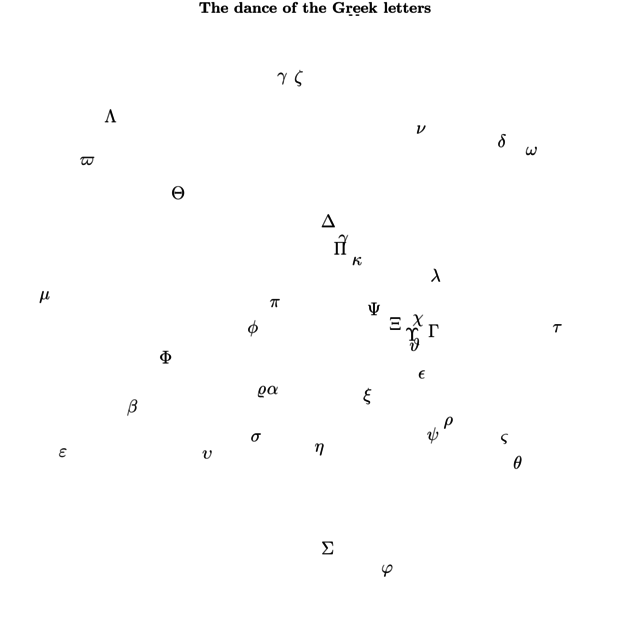 The dance of the Greek letters
γ ζ
Λ
ν
δ
ω
ϖ
Θ
Δ
γ
Π
κ
λ
μ
π
Ψ
χ
Ξ
Γ
ϕ
τ
Υ
ϑ
Φ
ϵ
ϱα
ξ
β
ρ
ψ
σ
ς
η
ε
υ
θ
Σ
φ